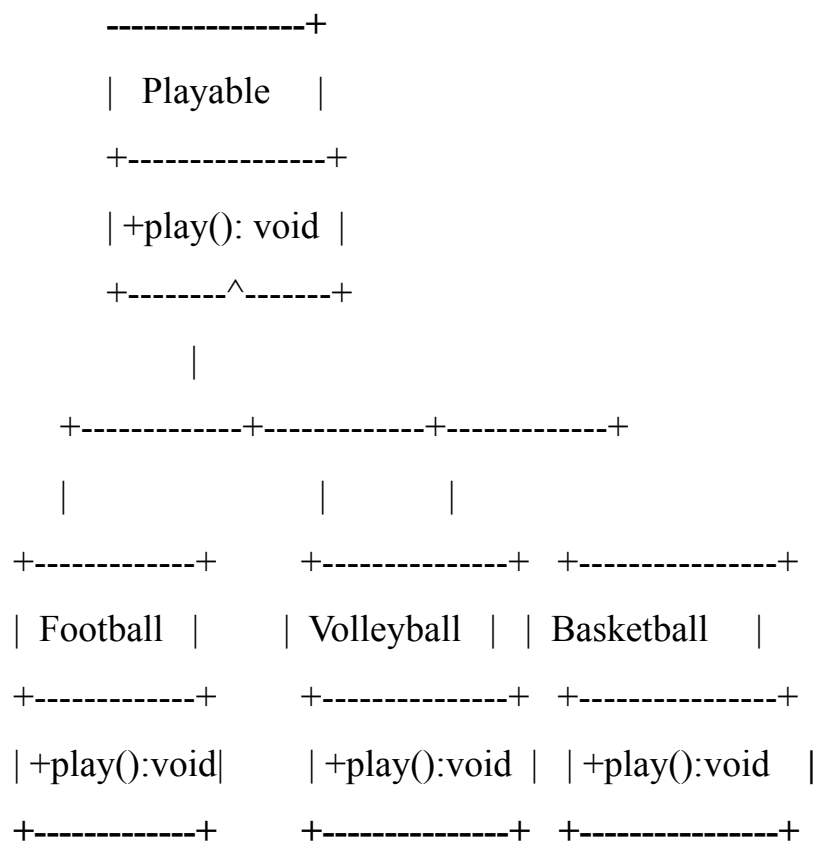 ----------------+
| Playable |
+----------------+
| +play(): void |
+--------^-------+
|
+-------------+-------------+-------------+
| | |
+-------------+ +---------------+ +----------------+
| Football | | Volleyball | | Basketball |
+-------------+ +---------------+ +----------------+
| +play():void| | +play():void | | +play():void |
+-------------+ +---------------+ +----------------+